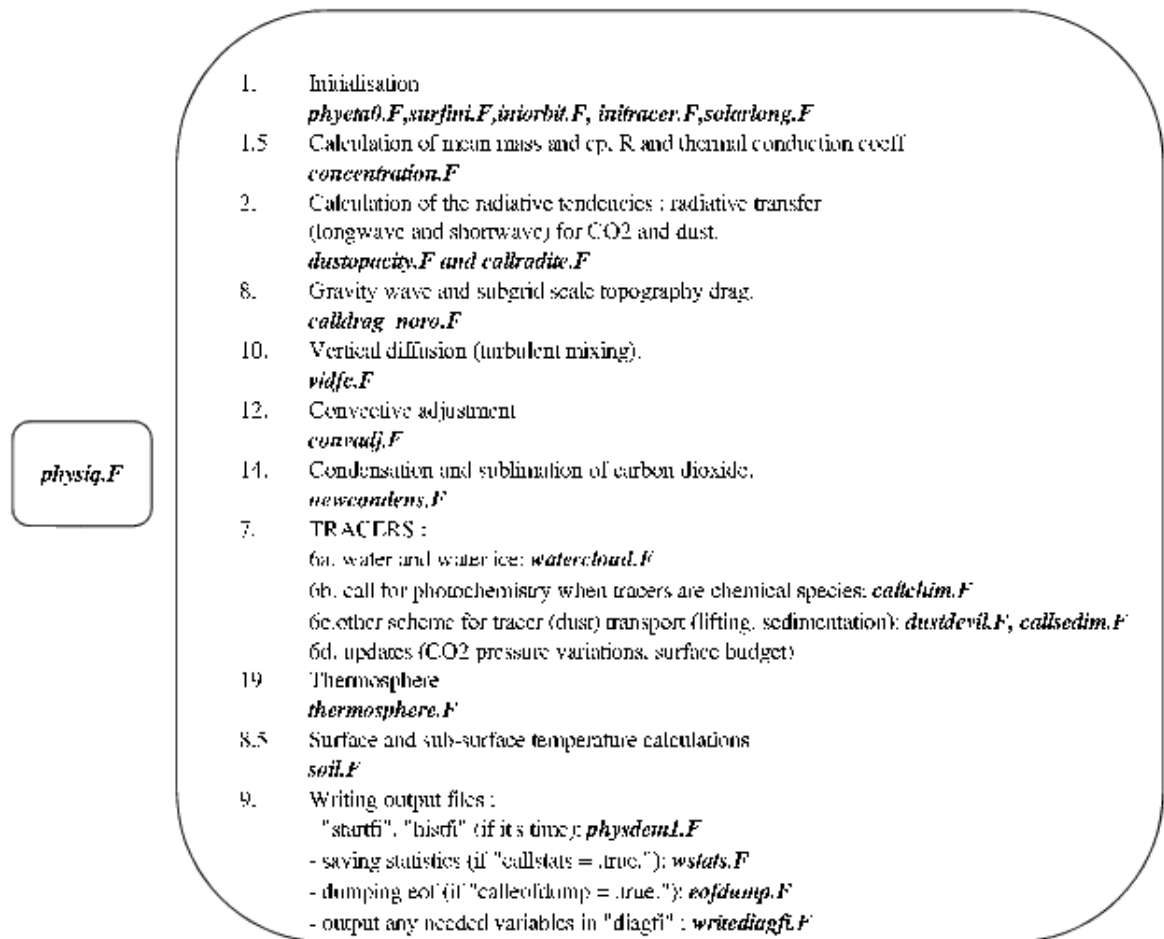 1. Initialisation
phyeta0.F,surfini.F,iniorbit.F, initracer.F,solarlong.F
1.5 Calculation of mean mass and cp, R and thermal conduction coeff
concentration.F
2. Calculation of the radiative tendencies : radiative transfer
(longwave and shortwave) for CO2 and dust.
dustopacity.F and callradite.F
8. Gravity wave and subgrid scale topography drag.
calldrag_noro.F
10. Vertical diffusion (turbulent mixing).
vidfc.F
12. Convective adjustment
convadj.F
physiq.F
14. Condensation and sublimation of carbon dioxide.
newcondens.F
7. TRACERS :
6a. water and water ice: watercloud.F
6b. call for photochemistry when tracers are chemical species: callchim.F
6c.other scheme for tracer (dust) transport (lifting, sedimentation): dustdevil.F, callsedim.F
6d. updates (CO2 pressure variations, surface budget)
19 Thermosphere
thermosphere.F
8.5 Surface and sub-surface temperature calculations
soil.F
9. Writing output files :
- "startfi", "histfi" (if it's time): physdem1.F
- saving statistics (if "callstats = .true."): wstats.F
- dumping eof (if "calleofdump = .true."): eofdump.F
- output any needed variables in "diagfi" : writediagfi.F